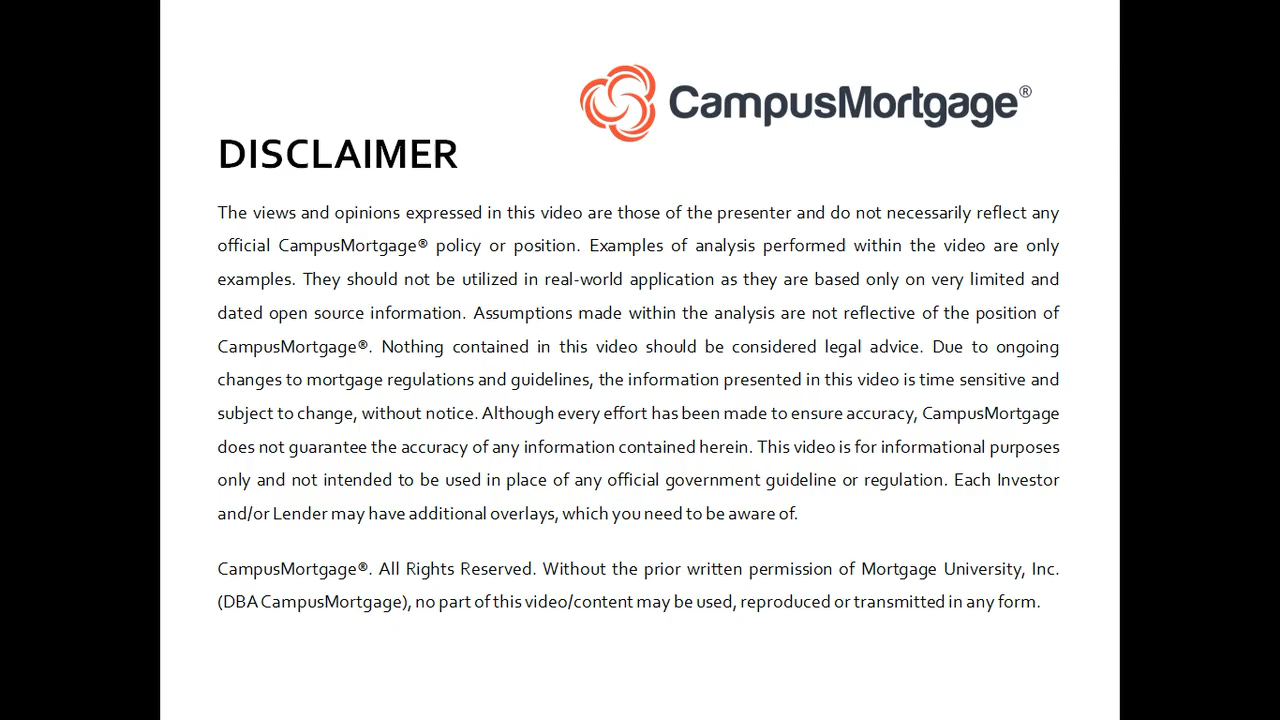 CampusMortgage®
DISCLAIMER
The views and opinions expressed in this video are those of the presenter and do not necessarily reflect any
official CampusMortgage® policy or position. Examples of analysis performed within the video are only
examples. They should not be utilized in real-world application as they are based only on very limited and
dated open source information. Assumptions made within the analysis are not reflective of the position of
CampusMortgage®. Nothing contained in this video should be considered legal advice. Due to ongoing
changes to mortgage regulations and guidelines, the information presented in this video is time sensitive and
subject to change, without notice. Although every effort has been made to ensure accuracy, CampusMortgage
does not guarantee the accuracy of any information contained herein. This video is for informational purposes
only and not intended to be used in place of any official government guideline or regulation. Each Investor
and/or Lender may have additional overlays, which you need to be aware of.
CampusMortgage®. All Rights Reserved. Without the prior written permission of Mortgage University, Inc.
(DBA CampusMortgage), no part of this video/content may be used, reproduced or transmitted in any form.